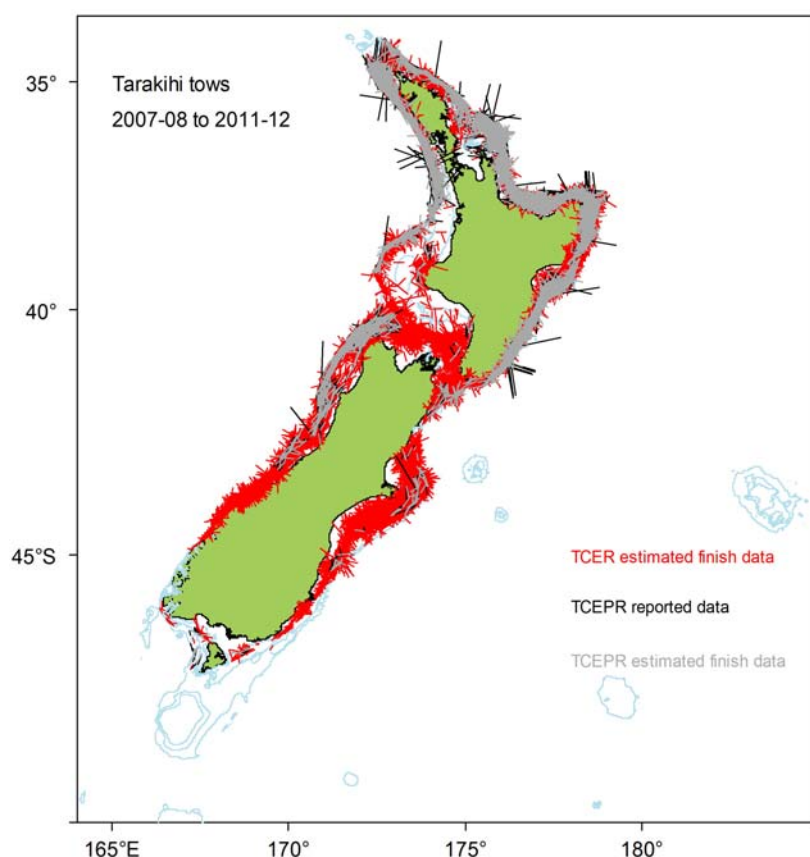 35°
Tarakihi tows
2007-08 to 2011-12
40°
45°S
TCER estimated finish data
TCEPR reported data
TCEPR estimated finish data
165°E
170°
175°
180°